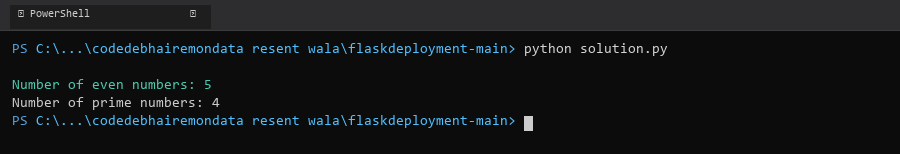 PowerShell
PS C:\...\codedebhairemondata resent wala\flaskdeployment-main> python solution.py
Number of even numbers: 5
Number of prime numbers: 4
PS C:\...\codedebhairemondata resent wala\flaskdeployment-main>